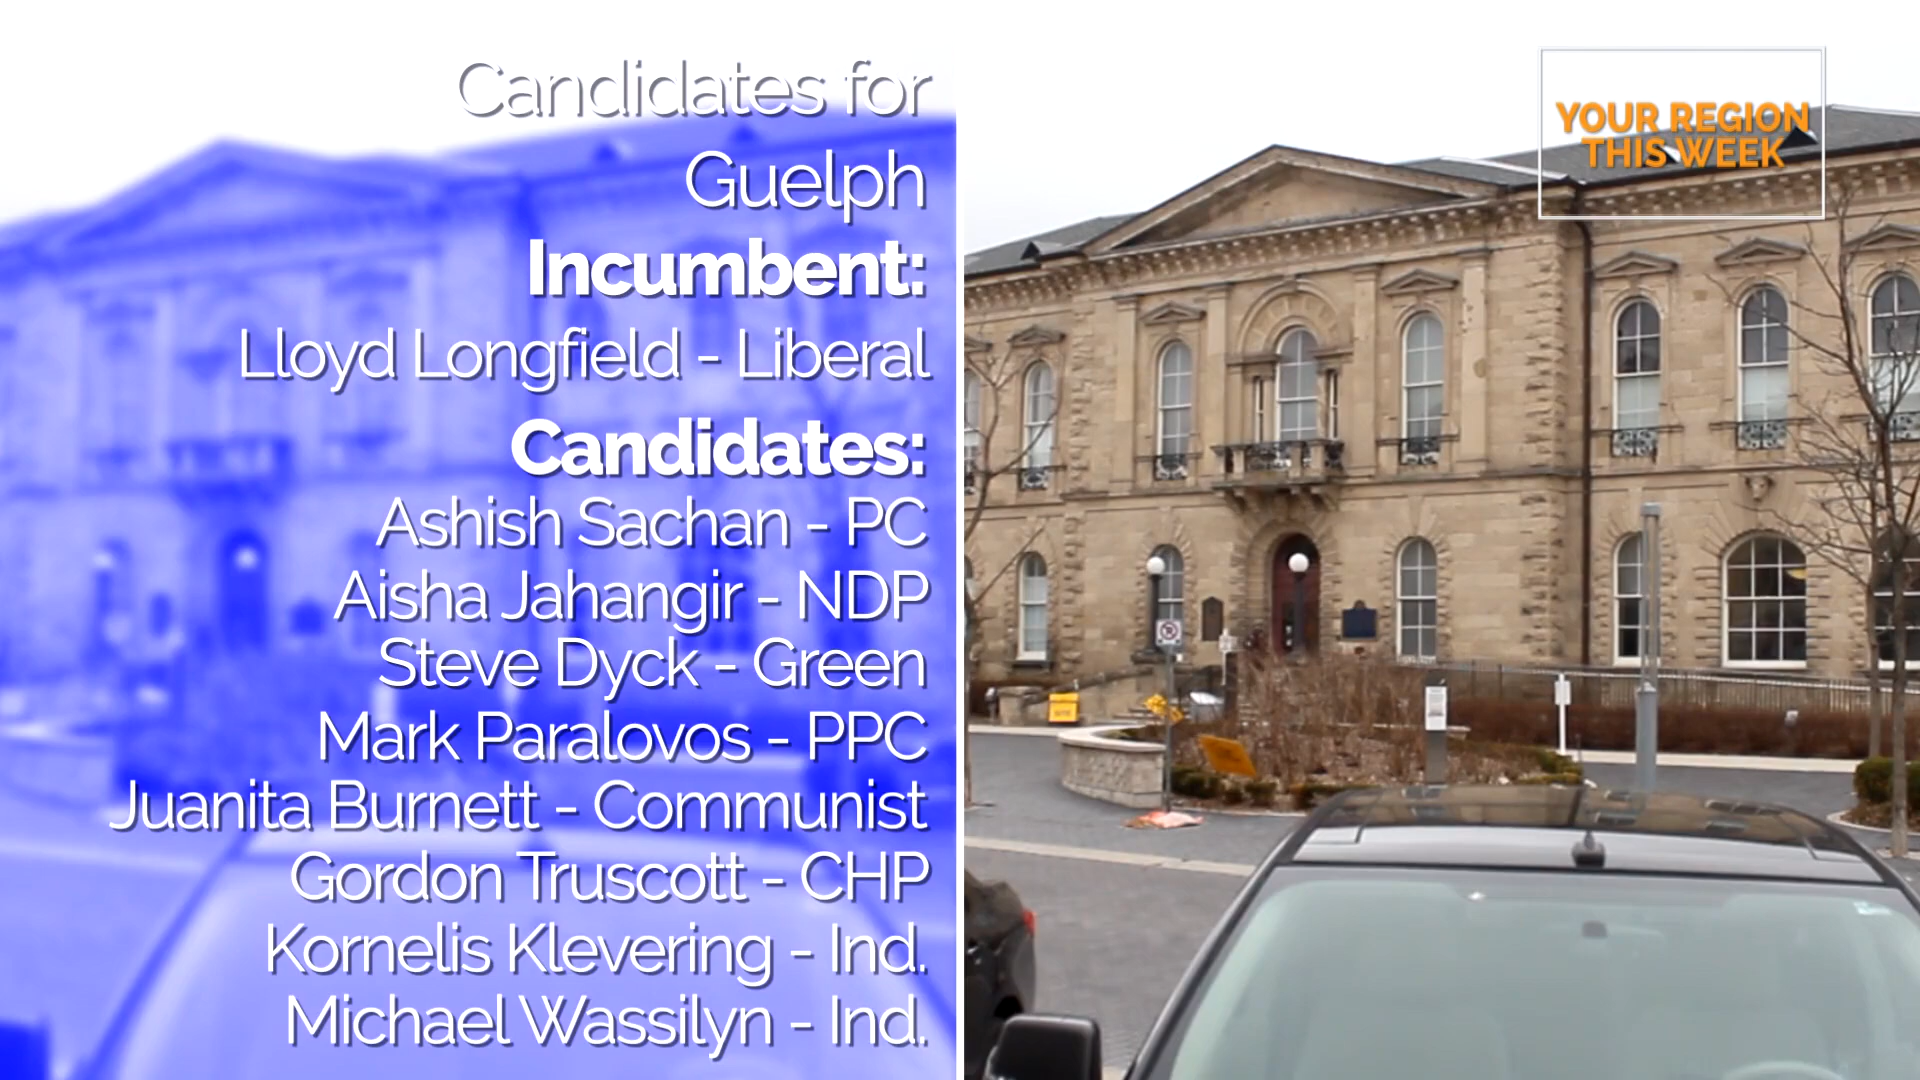 Candidates for
Guelph
Incumbent:
Lloyd Longfield - Liberal
Candidates:
Ashish Sachan - PC
Aisha Jahangir - NDP
Steve Dyck - Green
Mark Paralovos - PPC
Juanita Burnett - Communist
Gordon Truscott - CHP
Kornelis Klevering - Ind.
Michael Wassilyn - Ind.
YOUR REGION
THIS WEEK